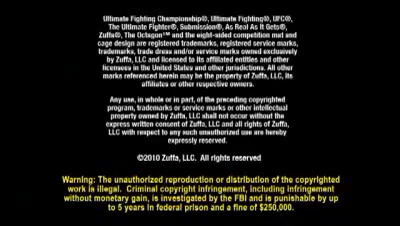 Ultimate Fighting Championship®, Ultimate Fighting®, UFC®,
The Ultimate Fighter®, Submission®, As Real As It Gets®,
Zuffa®, The Octagon™ and the eight-sided competition mat and
cage design are registered trademarks, registered service marks,
trademarks, trade dress and/or service marks owned exclusively
by Zuffa, LLC and licensed to its affiliated entities and other
licensees in the United States and other jurisdictions. All other
marks referenced herein may be the property of Zuffa, LLC, its
affiliates or other respective owners.
Any use, in whole or in part, of the preceding copyrighted
program, trademarks or service marks or other intellectual
property owned by Zuffa, LLC shall not occur without the
express written consent of Zuffa, LLC and all rights of Zuffa,
LLC with respect to any such unauthorized use are hereby
expressly reserved.
©2010 Zuffa, LLC. All rights reserved
Warning: The unauthorized reproduction or distribution of the copyrighted
work is illegal. Criminal copyright infringement, including infringement
without monetary gain, is investigated by the FBI and is punishable by up
to 5 years in federal prison and a fine of $250,000.